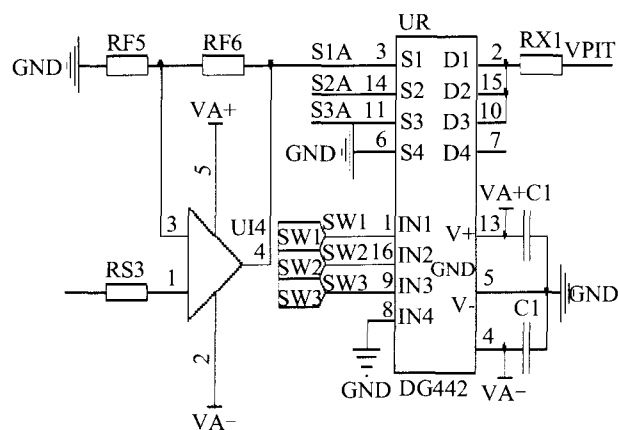 UR
RF5 RF6 RX1
GND S1A 3 S1 D1 2 VPIT
S2A 14 S2 D2 15
VA+ S3A 11 S3 D3 10
GND 6 S4 D4 7
5
VA+ C1
3 UI4 SW1 SW1 1 IN1 V+ 13
4 SW2 SW2 16 IN2 GND
RS3 1 SW3 SW3 9 IN3 5 GND
V- C1
8 IN4 4
2
GND DG442 VA-
VA-